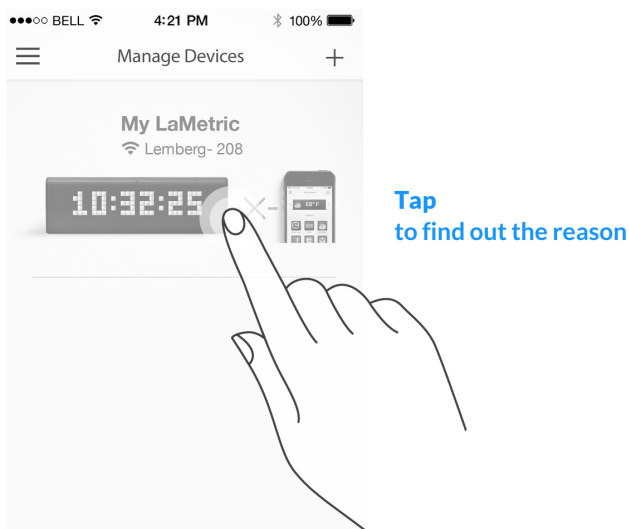 BELL 4:21 PM 100%
Manage Devices +
My LaMetric
Lemberg- 208
10:32:25
68°F
Tap
to find out the reason